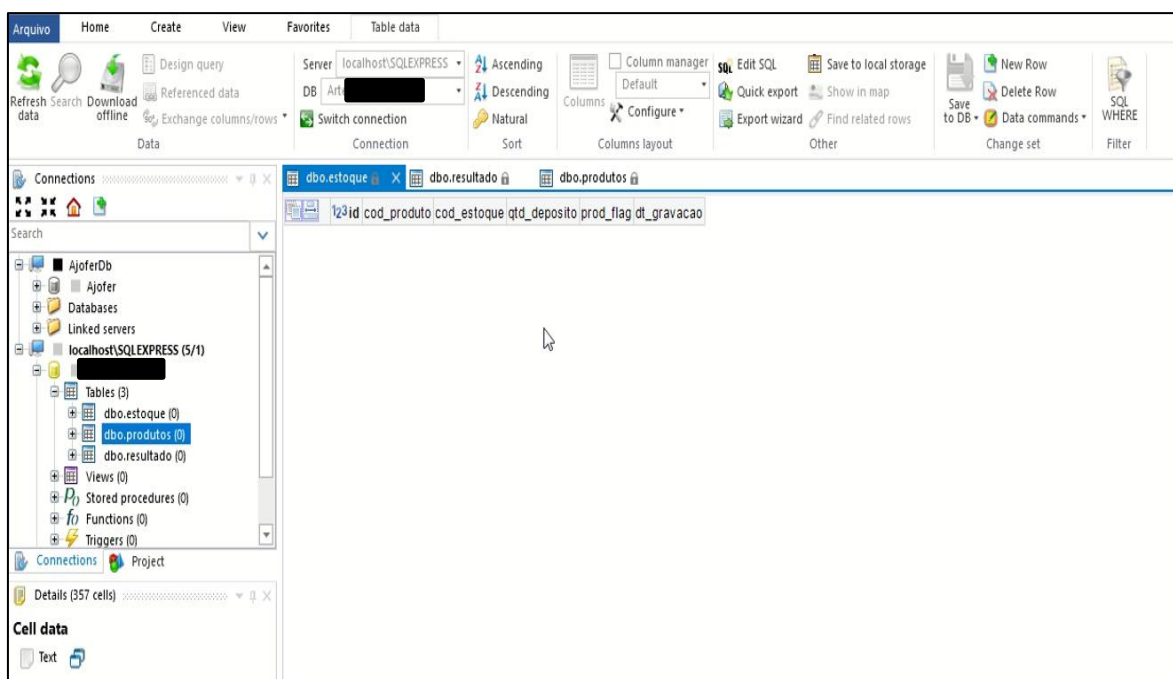 Arquivo Home Create View Favorites Table data
Refresh data
Search
Download offline
Design query
Referenced data
Exchange columns/rows
Data
Server localhost\SQLEXPRESS
DB Art
Switch connection
Connection
Ascending
Descending
Natural
Sort
Columns
Column manager
Default
Configure
Columns layout
SQL Edit SQL
Quick export
Export wizard
Save to local storage
Show in map
Find related rows
Other
Save to DB
New Row
Delete Row
Data commands
Change set
SQL WHERE
Filter
Connections
Search
AjoferDb
Ajofer
Databases
Linked servers
localhost\SQLEXPRESS (5/1)
Tables (3)
dbo.estoque (0)
dbo.produtos (0)
dbo.resultado (0)
Views (0)
Stored procedures (0)
Functions (0)
Triggers (0)
Connections Project
Details (357 cells)
Cell data
Text
dbo.estoque dbo.resultado dbo.produtos
123 id cod_produto cod_estoque qtd_deposito prod_flag dt_gravacao